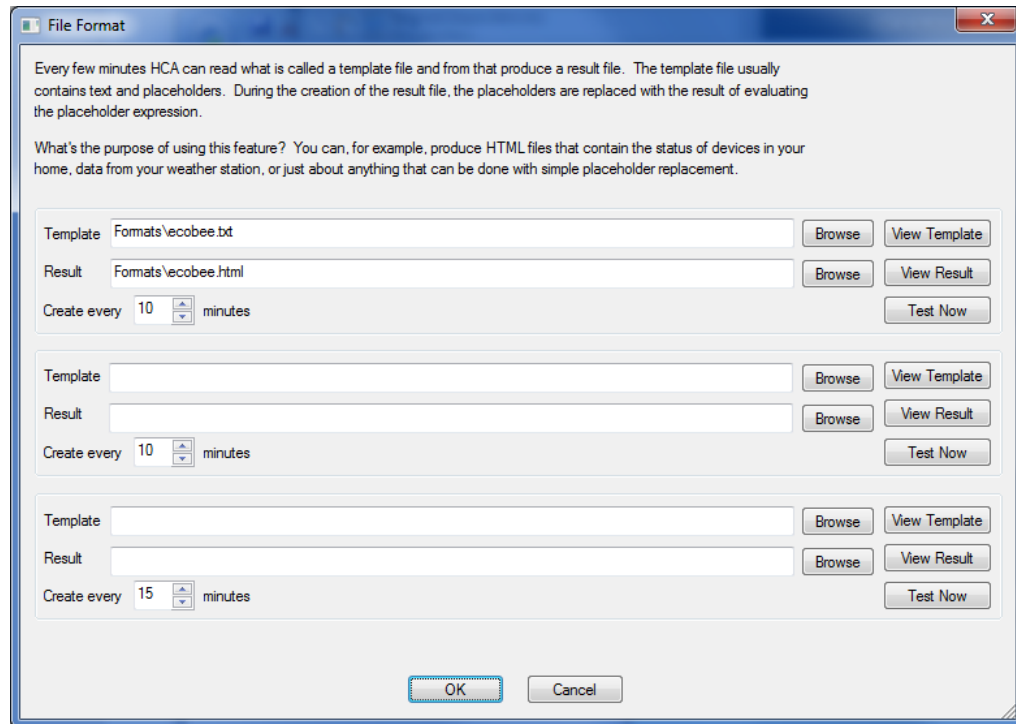 File Format
Every few minutes HCA can read what is called a template file and from that produce a result file.  The template file usually
contains text and placeholders.  During the creation of the result file, the placeholders are replaced with the result of evaluating
the placeholder expression.
What's the purpose of using this feature?  You can, for example, produce HTML files that contain the status of devices in your
home, data from your weather station, or just about anything that can be done with simple placeholder replacement.
Template Formats\ecobee.txt Browse View Template
Result Formats\ecobee.html Browse View Result
Create every 10 minutes Test Now
Template Browse View Template
Result Browse View Result
Create every 10 minutes Test Now
Template Browse View Template
Result Browse View Result
Create every 15 minutes Test Now
OK Cancel